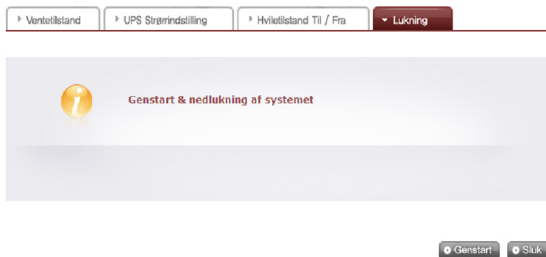 Ventetilstand
UPS Strømindstilling
Hviletilstand Til / Fra
Lukning
Genstart & nedlukning af systemet
Genstart
Sluk